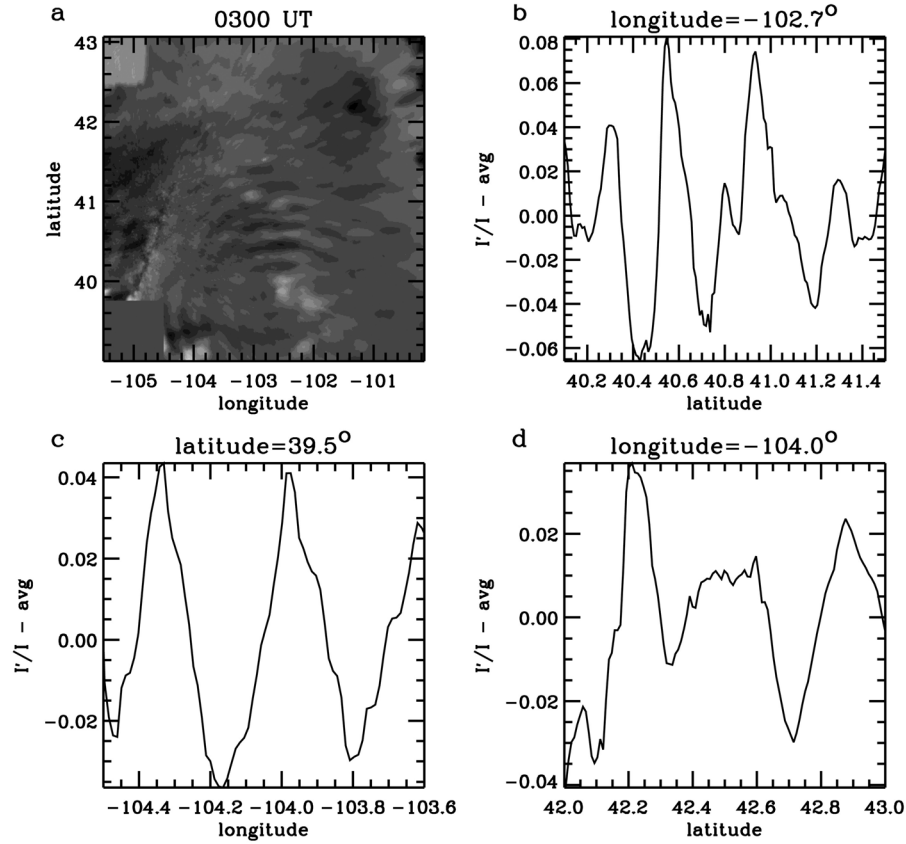 a
0300 UT
43
42
41
40
latitude
−105 −104 −103 −102 −101
longitude
b
longitude=−102.7°
0.08
0.06
0.04
0.02
0.00
−0.02
−0.04
−0.06
I'/I − avg
40.2 40.4 40.6 40.8 41.0 41.2 41.4
latitude
c
latitude=39.5°
0.04
0.02
0.00
−0.02
I'/I − avg
−104.4 −104.2 −104.0 −103.8 −103.6
longitude
d
longitude=−104.0°
0.02
0.00
−0.02
−0.04
I'/I − avg
42.0 42.2 42.4 42.6 42.8 43.0
latitude